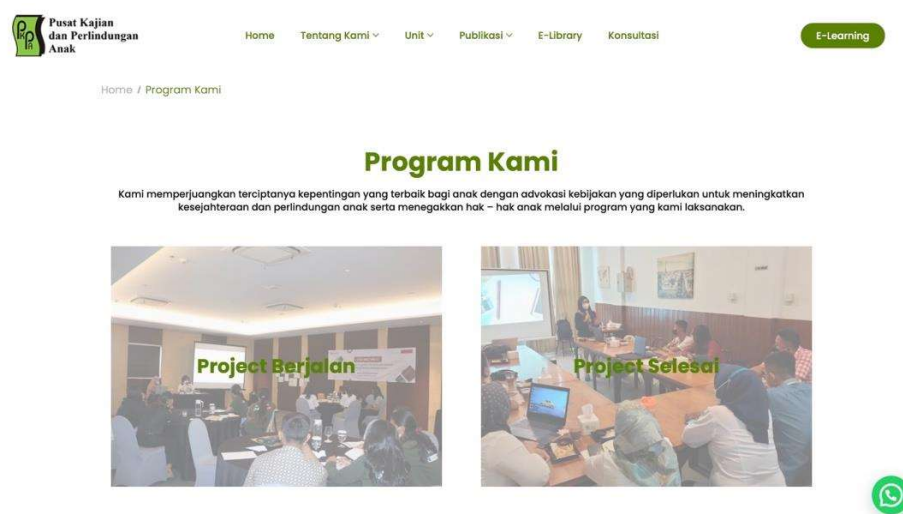 PKPA
Pusat Kajian
dan Perlindungan
Anak
Home
Tentang Kami
Unit
Publikasi
E-Library
Konsultasi
E-Learning
Home / Program Kami
Program Kami
Kami memperjuangkan terciptanya kepentingan yang terbaik bagi anak dengan advokasi kebijakan yang diperlukan untuk meningkatkan
kesejahteraan dan perlindungan anak serta menegakkan hak – hak anak melalui program yang kami laksanakan.
Project Berjalan
Project Selesai